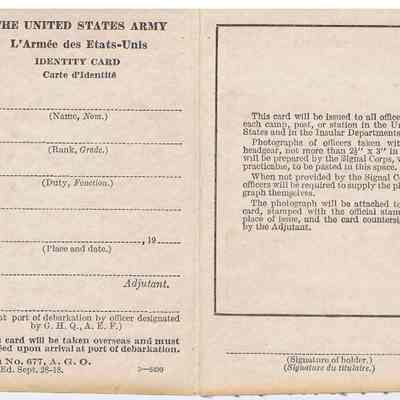 THE UNITED STATES ARMY
L'Armée des Etats-Unis
IDENTITY CARD
Carte d'Identité
(Name, Nom.)
(Rank, Grade.)
(Duty, Fonction.)
, 19
(Place and date.)
Adjutant.
at port of debarkation by officer designated
by G. H. Q., A. E. F.)
card will be taken overseas and must
upon arrival at port of debarkation.
No. 677, A. G. O.
Ed. Sept. 28-18.
3—6490
This card will be issued to all office
each camp, post, or station in the Un
States and in the Insular Departments
Photographs of officers taken with
headgear, not more than 2½" x 3" in
will be prepared by the Signal Corps, w
practicable, to be pasted in this space.
When not provided by the Signal C
officers will be required to supply the p
graph themselves.
The photograph will be attached to
card, stamped with the official stam
place of issue, and the card countersi
by the Adjutant.
(Signature of holder.)
(Signature du titulaire.)